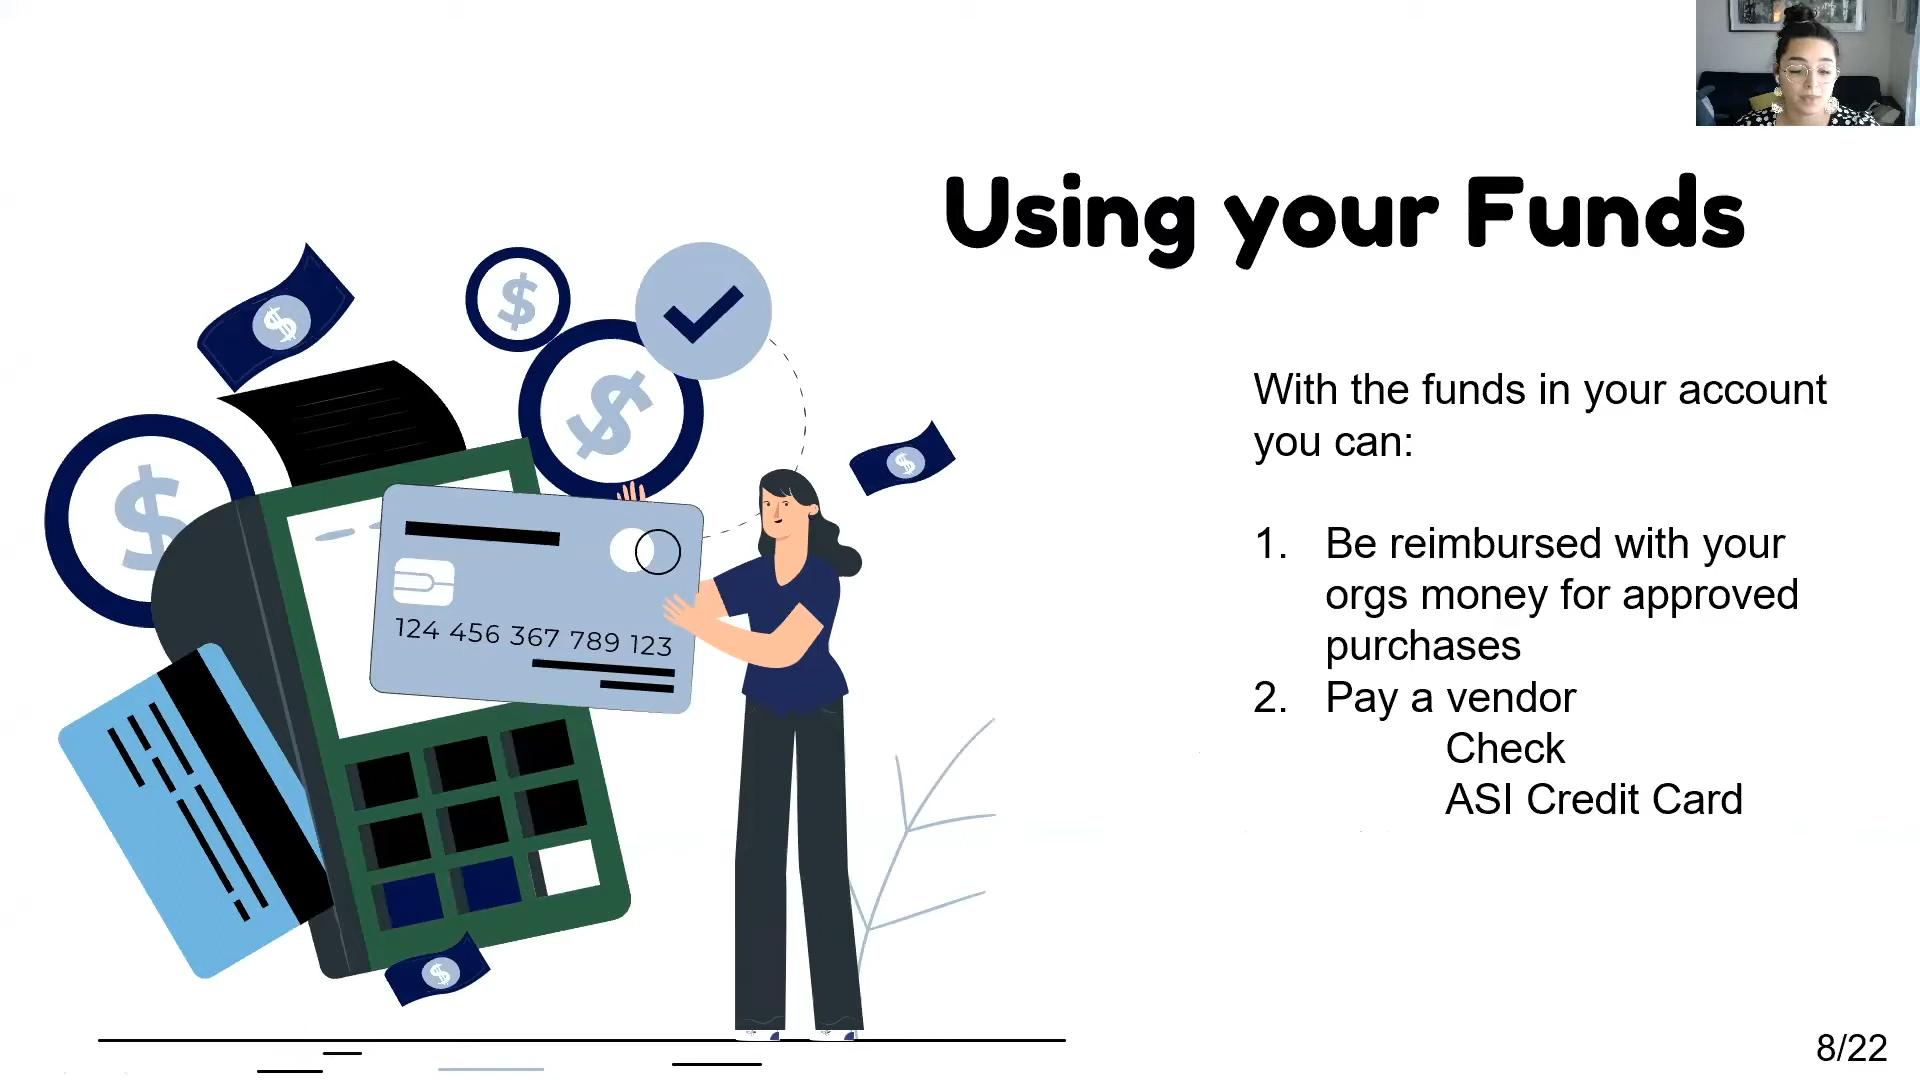 Using your Funds
With the funds in your account
you can:
1. Be reimbursed with your
orgs money for approved
purchases
2. Pay a vendor
Check
ASI Credit Card
$
$
$
$
$
124 456 367 789 123
$
8/22